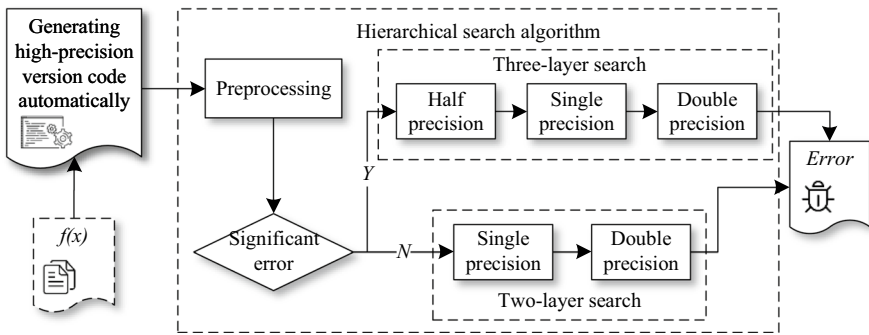 Generating
high-precision
version code
automatically
f(x)
Hierarchical search algorithm
Preprocessing
Significant
error
Y
N
Three-layer search
Half
precision
Single
precision
Double
precision
Single
precision
Double
precision
Two-layer search
Error